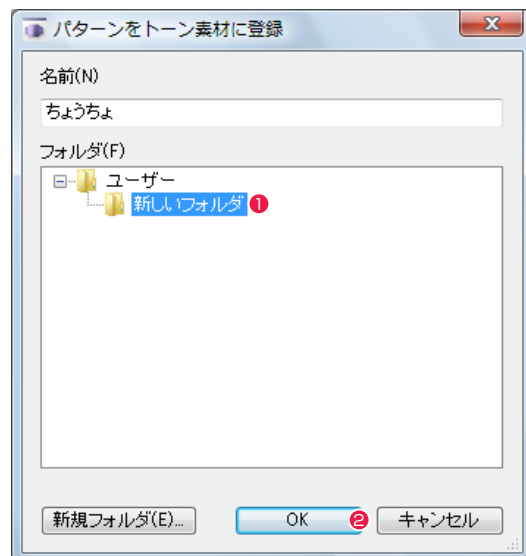 パターンをトーン素材に登録
名前(N)
ちょうちょ
フォルダ(F)
ユーザー
新しいフォルダ ❶
新規フォルダ(E)... OK ❷ キャンセル